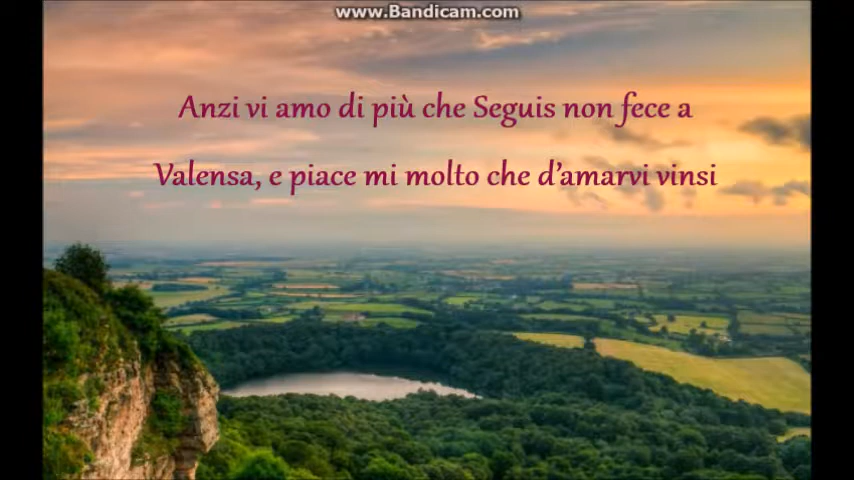 www.Bandicam.com
Anzi vi amo di più che Seguis non fece a
Valensa, e piace mi molto che d'amarvi vinsi